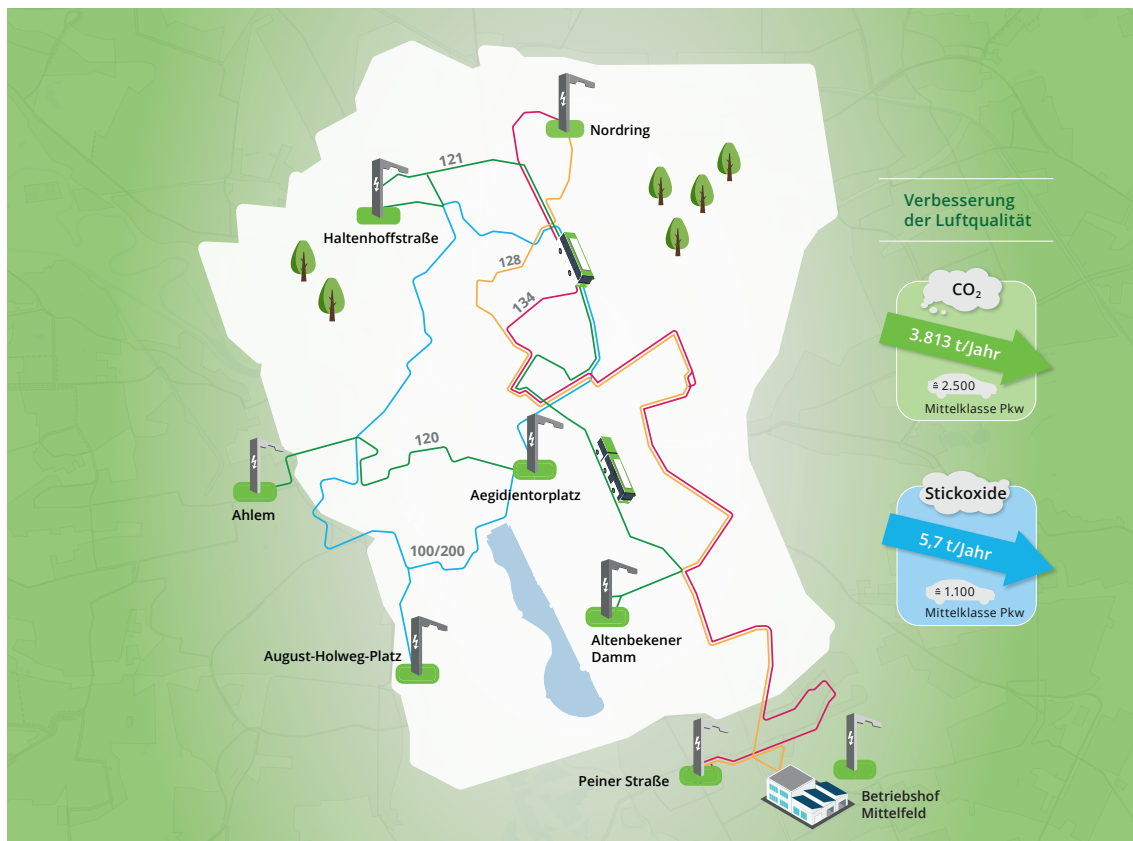 Nordring
121
Haltenhoffstraße
128
134
Verbesserung
der Luftqualität
CO₂
3.813 t/Jahr
≙ 2.500
Mittelklasse Pkw
120
Aegidientorplatz
Ahlem
Stickoxide
5,7 t/Jahr
≙ 1.100
Mittelklasse Pkw
100/200
Altenbekener
Damm
August-Holweg-Platz
Peiner Straße
Betriebshof
Mittelfeld